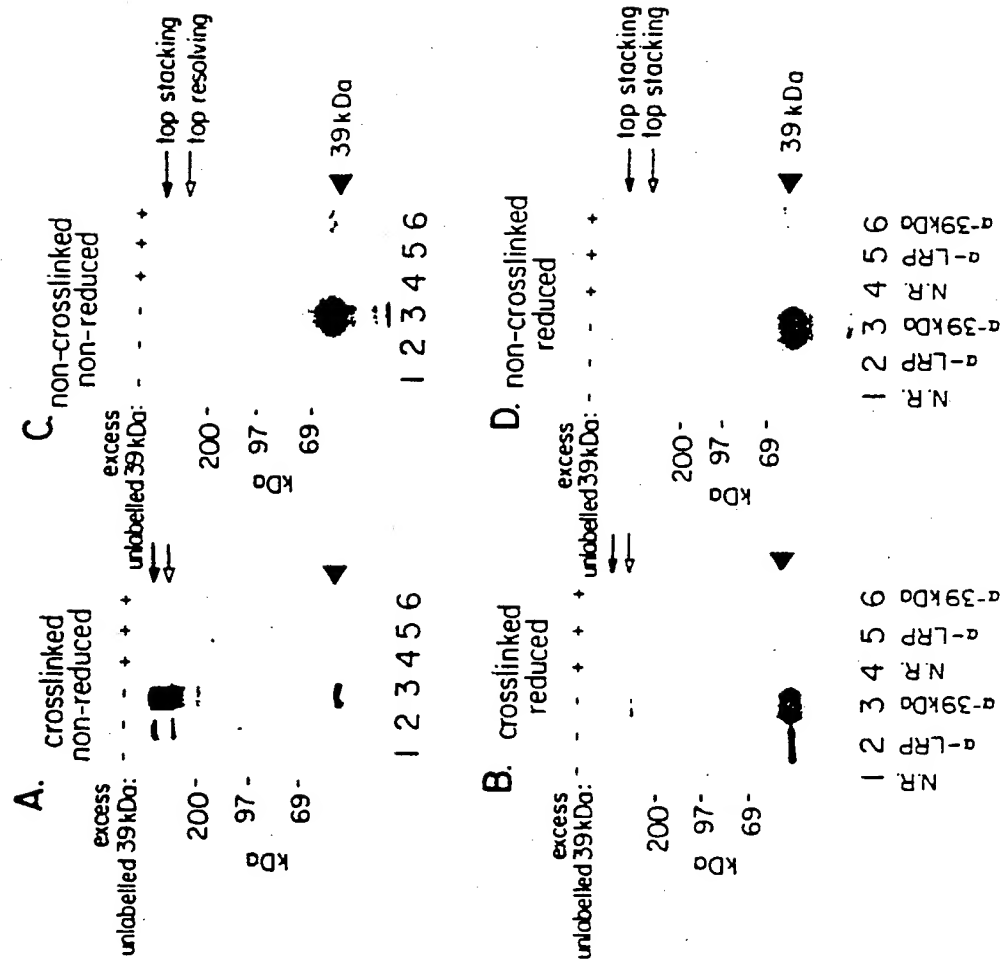 A.
crosslinked
non-reduced
excess
unlabelled 39kDa: - - - + + +
200-
97-
69-
kDa
1 2 3 4 5 6
B.
crosslinked
reduced
excess
unlabelled 39kDa: - - - + + +
200-
97-
69-
kDa
1 2 3 4 5 6
N.R. α-LRP α-39kDa N.R. α-LRP α-39kDa
C.
non-crosslinked
non-reduced
excess
unlabelled 39kDa: - - - + + +
top stacking
top resolving
200-
97-
69-
kDa
39kDa
1 2 3 4 5 6
D.
non-crosslinked
reduced
excess
unlabelled 39kDa: - - - + + +
top stacking
top stacking
200-
97-
69-
kDa
39kDa
1 2 3 4 5 6
N.R. α-LRP α-39kDa N.R. α-LRP α-39kDa